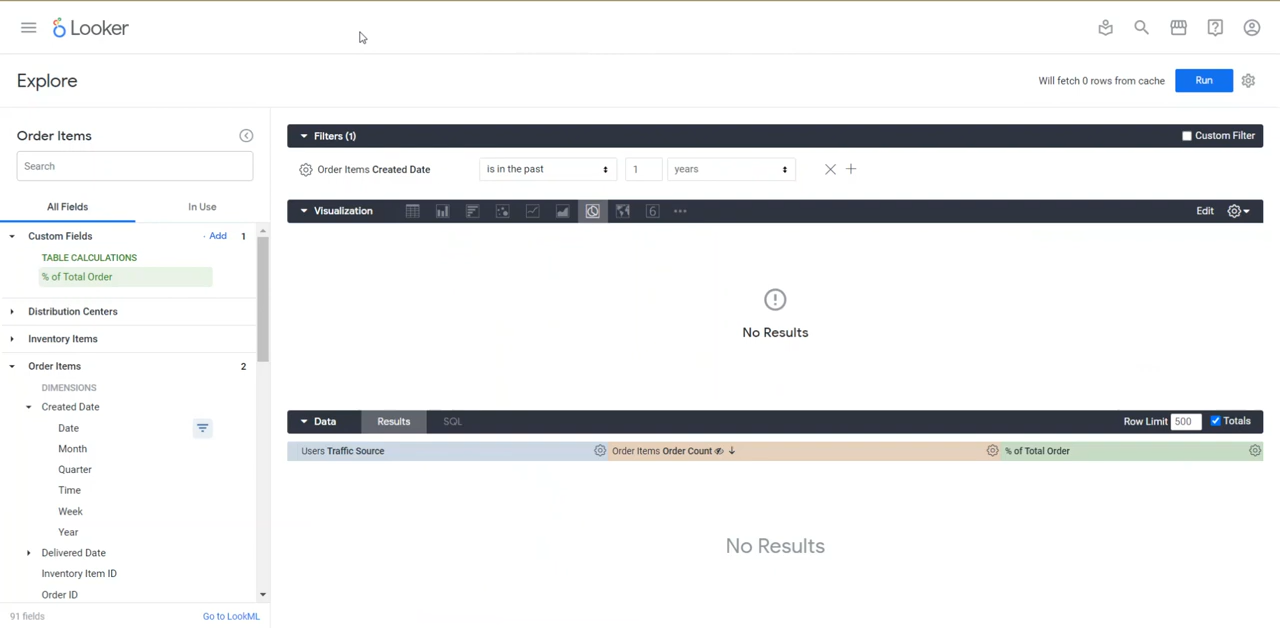 Looker
Explore
Will fetch 0 rows from cache
Run
Order Items
Search
All Fields
In Use
Custom Fields
· Add
1
TABLE CALCULATIONS
% of Total Order
Distribution Centers
Inventory Items
Order Items
2
DIMENSIONS
Created Date
Date
Month
Quarter
Time
Week
Year
Delivered Date
Inventory Item ID
Order ID
91 fields
Go to LookML
Filters (1)
Custom Filter
Order Items Created Date
is in the past
1
years
Visualization
6
Edit
No Results
Data
Results
SQL
Row Limit
500
Totals
Users Traffic Source
Order Items Order Count
% of Total Order
No Results